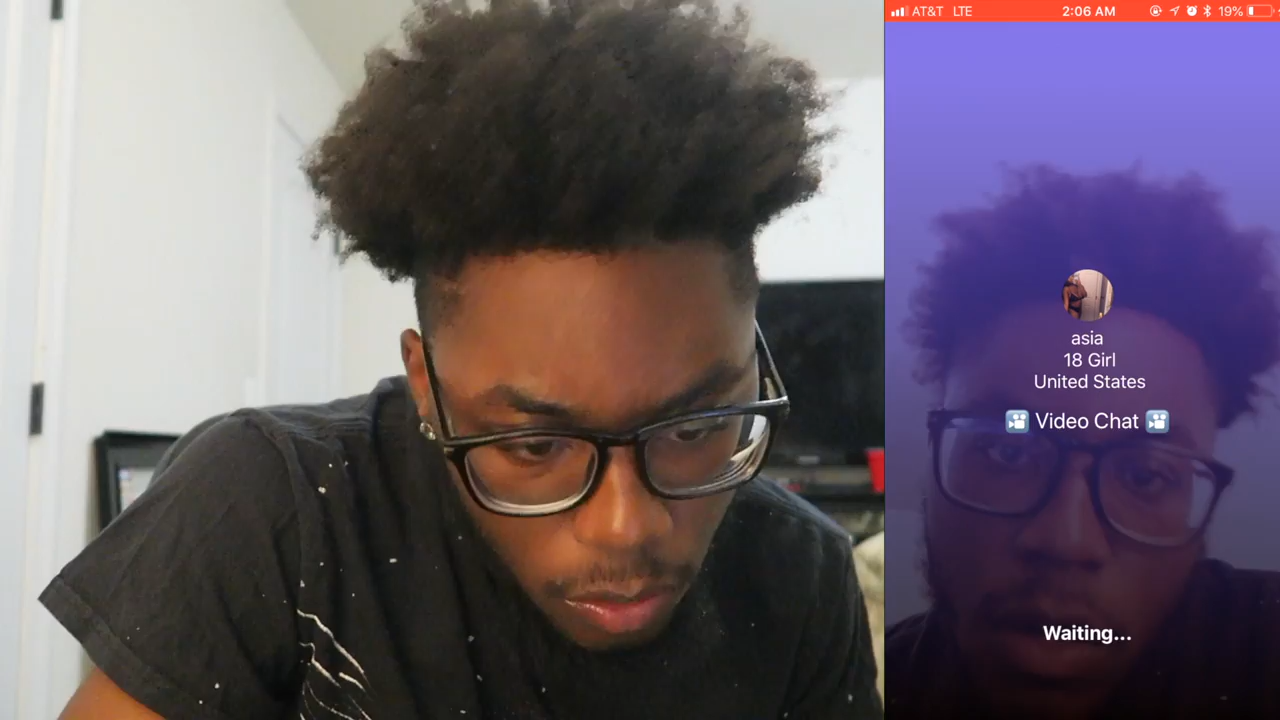 AT&T LTE 2:06 AM 19%
asia
18 Girl
United States
Video Chat
Waiting...